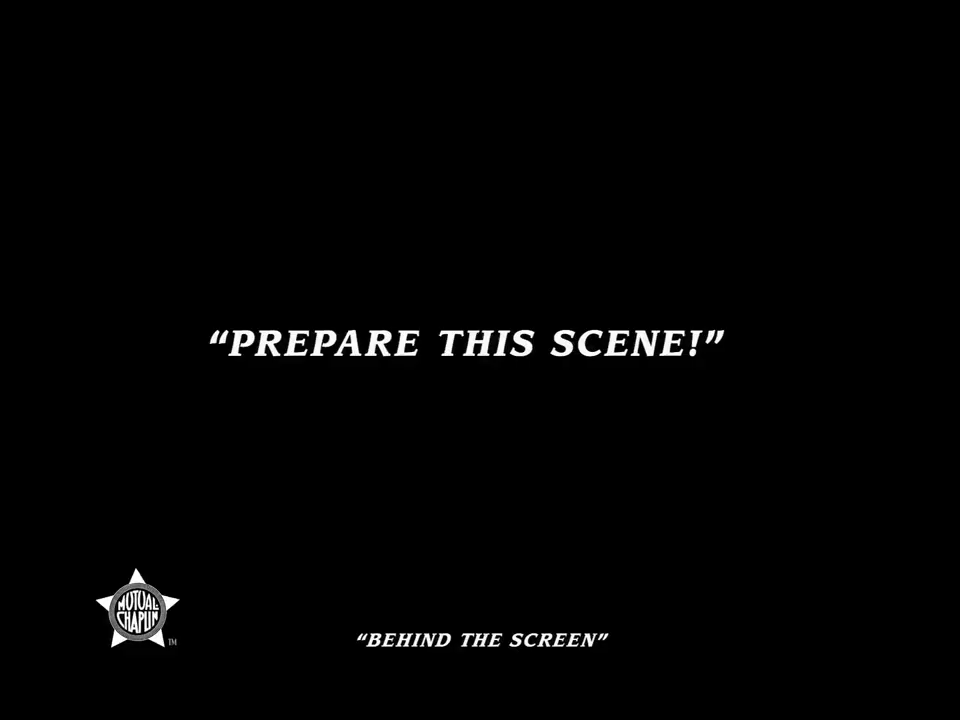 “PREPARE THIS SCENE!”
MUTUAL
CHAPLIN
TM
“BEHIND THE SCREEN”